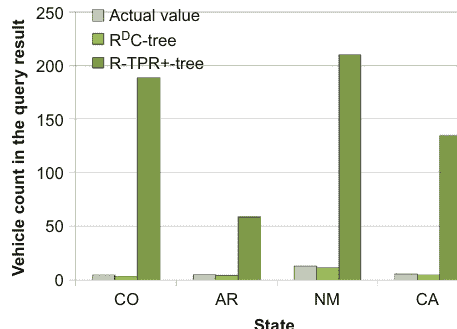 Vehicle count in the query result
250
200
150
100
50
0
Actual value
RᴰC-tree
R-TPR+-tree
CO AR NM CA
State